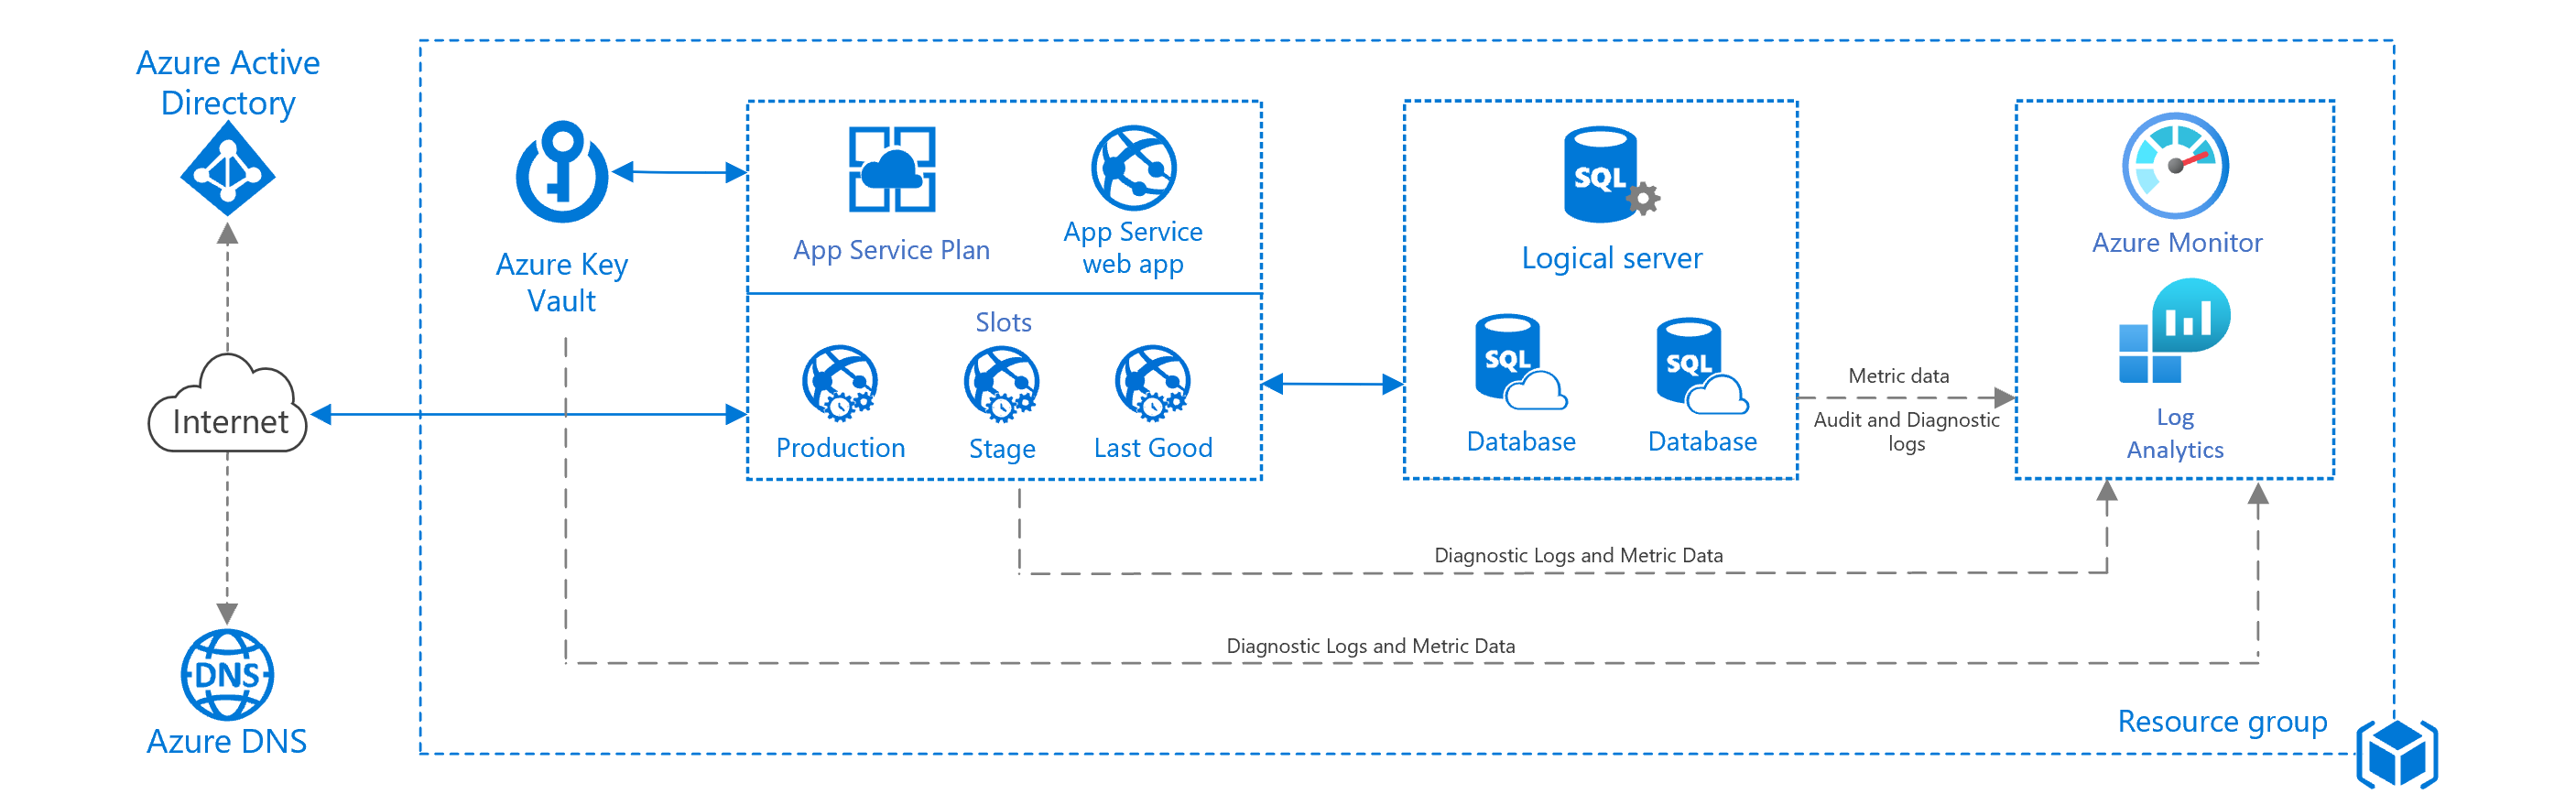 Azure Active
Directory
Internet
DNS
Azure DNS
Azure Key
Vault
App Service Plan
App Service
web app
Slots
Production
Stage
Last Good
SQL
Logical server
SQL
SQL
Database
Database
Metric data
Audit and Diagnostic
logs
Azure Monitor
Log
Analytics
Diagnostic Logs and Metric Data
Diagnostic Logs and Metric Data
Resource group